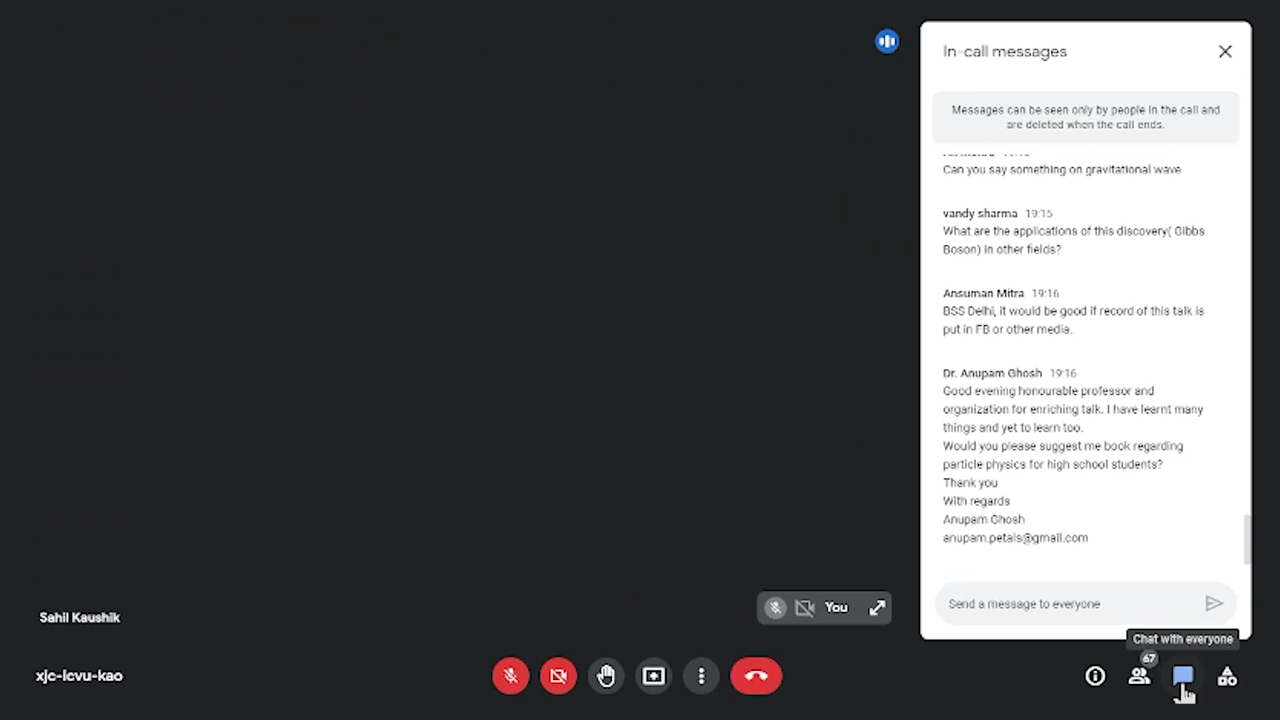 In-call messages
Messages can be seen only by people in the call and
are deleted when the call ends.
Can you say something on gravitational wave
vandy sharma 19:15
What are the applications of this discovery( Gibbs
Boson) in other fields?
Ansuman Mitra 19:16
BSS Delhi, it would be good if record of this talk is
put in FB or other media.
Dr. Anupam Ghosh 19:16
Good evening honourable professor and
organization for enriching talk. I have learnt many
things and yet to learn too.
Would you please suggest me book regarding
particle physics for high school students?
Thank you
With regards
Anupam Ghosh
anupam.petals@gmail.com
Sahil Kaushik
You
Send a message to everyone
Chat with everyone
67
xjc-icvu-kao